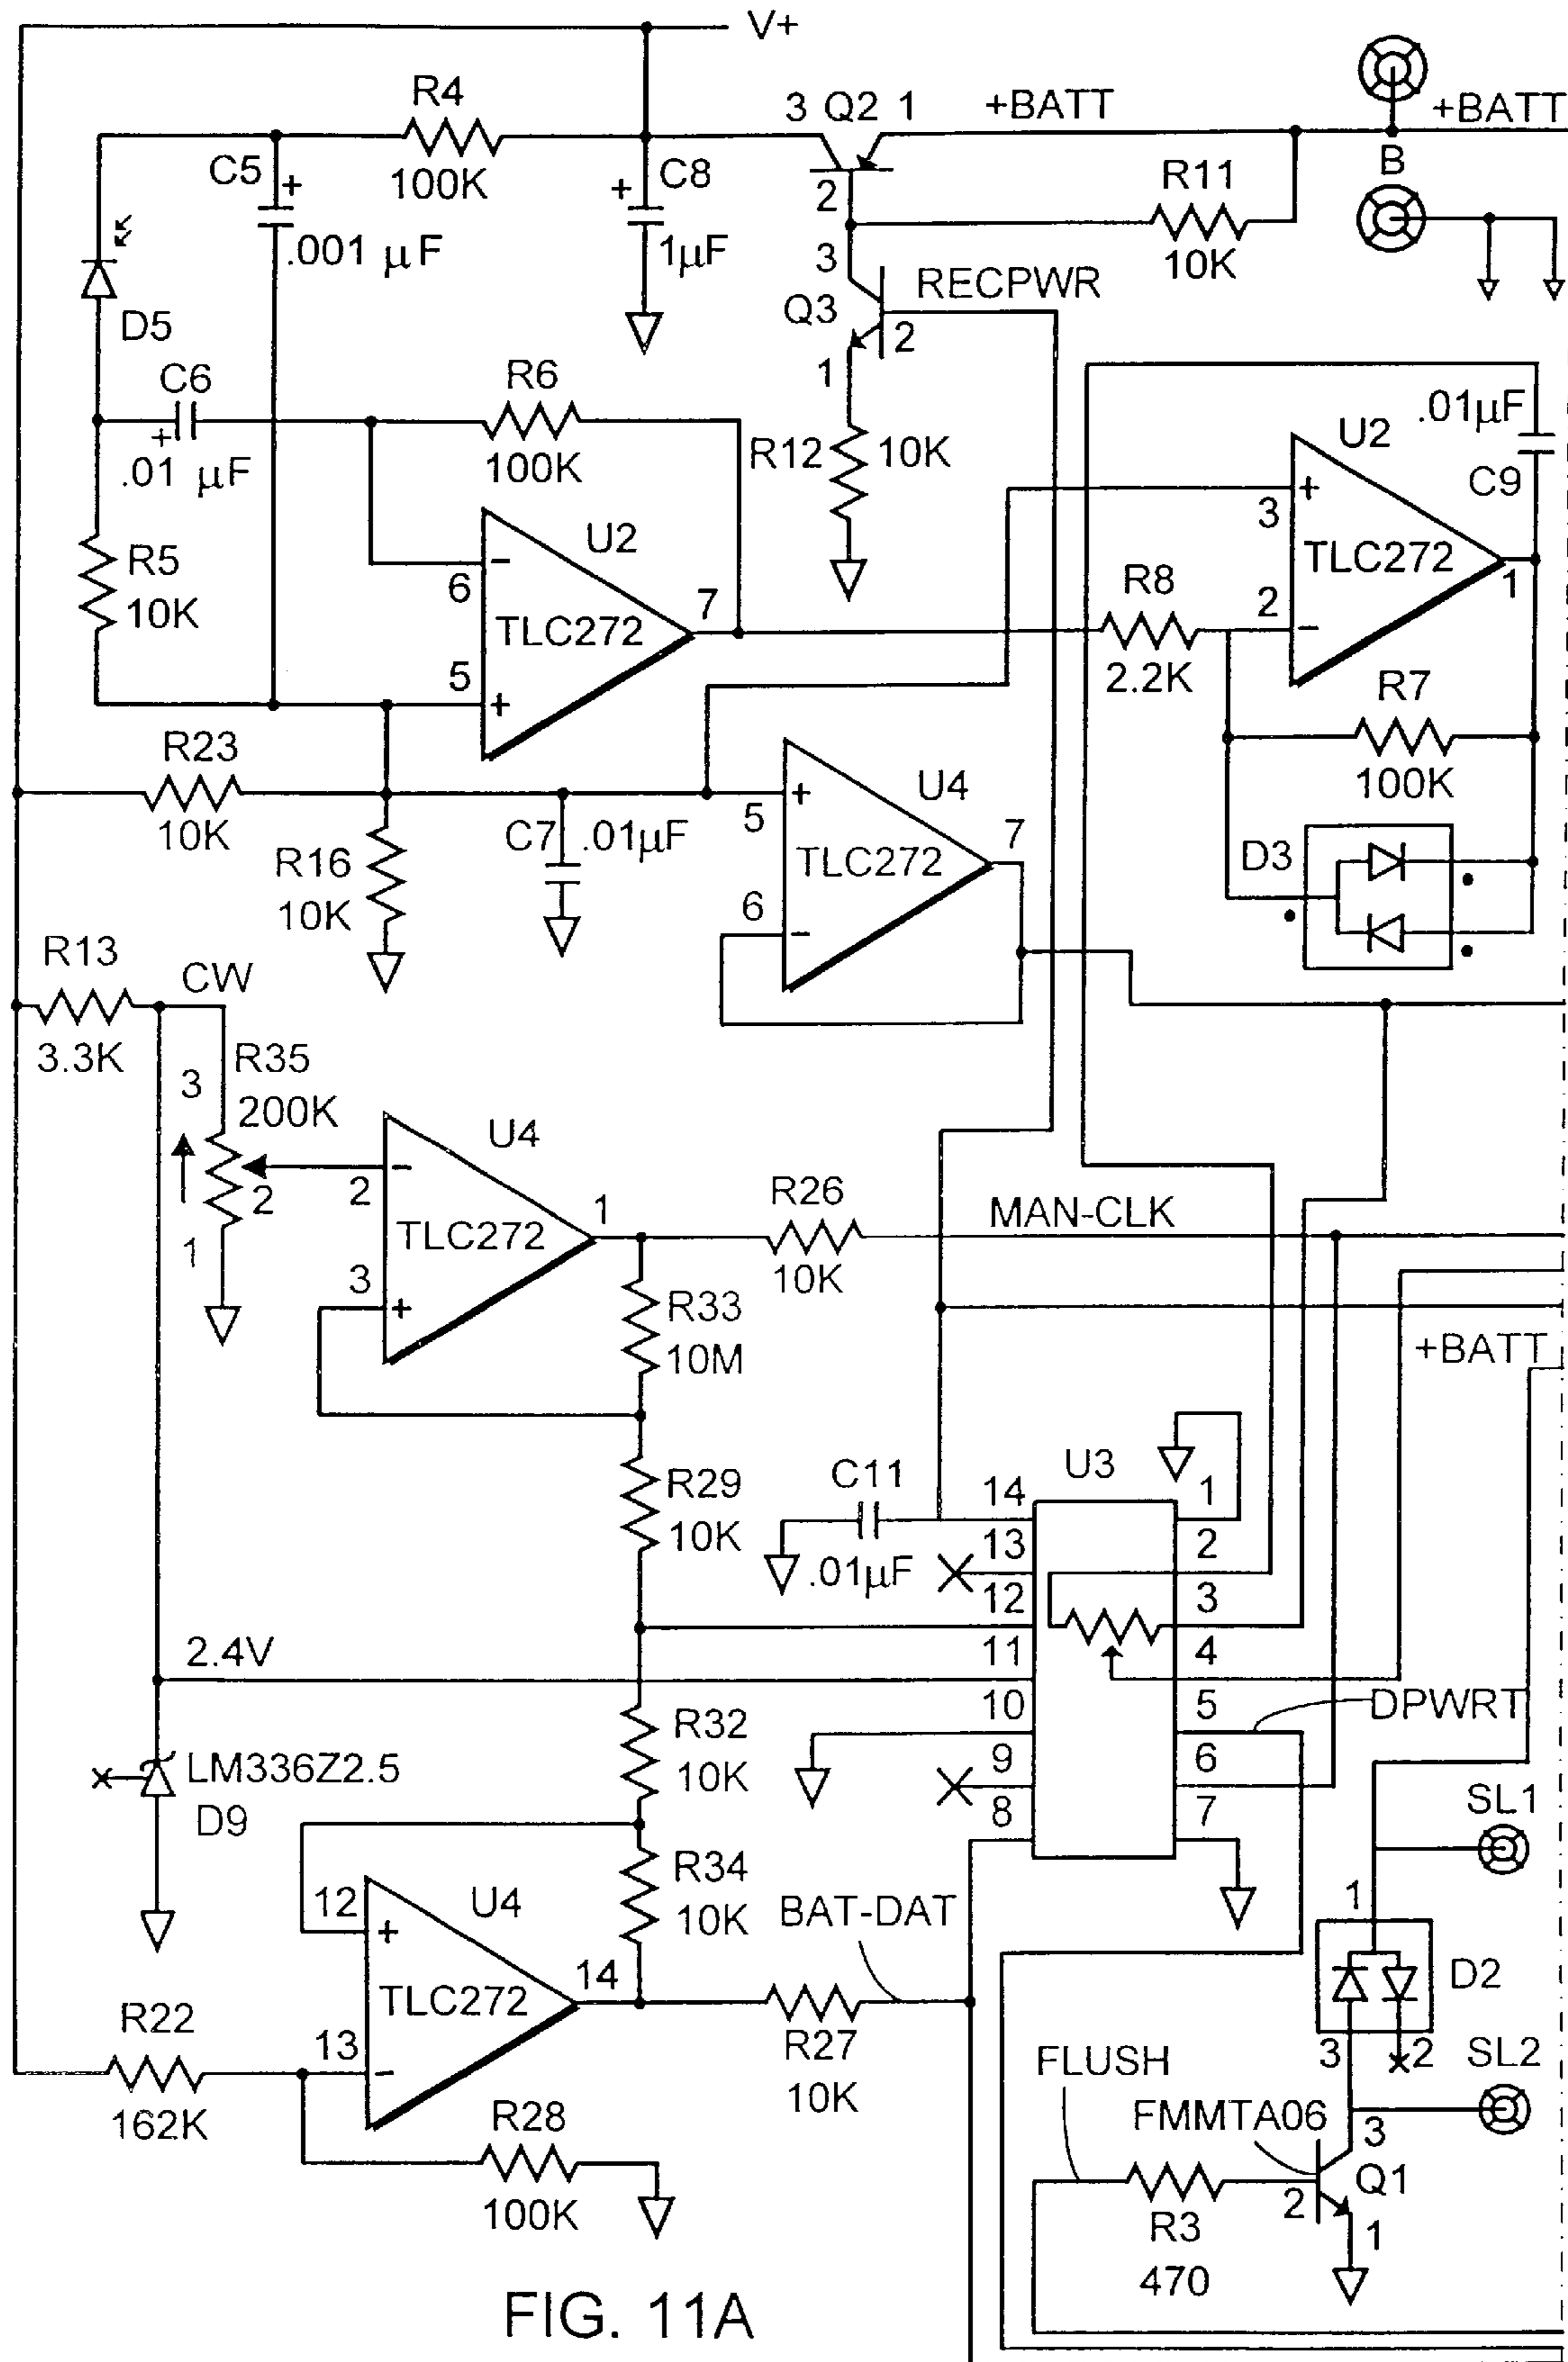 V+
R4
100K
C5
+
.001 µF
D5
C8
+
1µF
3 Q2 1
2
+BATT
+BATT
B
R11
10K
3
Q3
RECPWR
2
1
R12
10K
C6
+
.01 µF
R6
100K
R5
10K
U2
6
-
TLC272
7
5
+
R8
2.2K
U2
3
+
TLC272
2
-
1
.01µF
C9
R7
100K
D3
R23
10K
R16
10K
C7
.01µF
U4
5
+
TLC272
7
6
-
R13
3.3K
CW
R35
200K
3
2
1
U4
2
-
TLC272
1
3
+
R26
10K
MAN-CLK
R33
10M
+BATT
R29
10K
C11
.01µF
U3
14
13
12
11
10
9
8
1
2
3
4
5
6
7
DPWRT
2.4V
LM336Z2.5
D9
R32
10K
R34
10K
U4
12
+
TLC272
14
13
-
BAT-DAT
R27
10K
R22
162K
R28
100K
SL1
1
D2
3
2
SL2
FLUSH
FMMTA06
3
Q1
2
1
R3
470
FIG. 11A